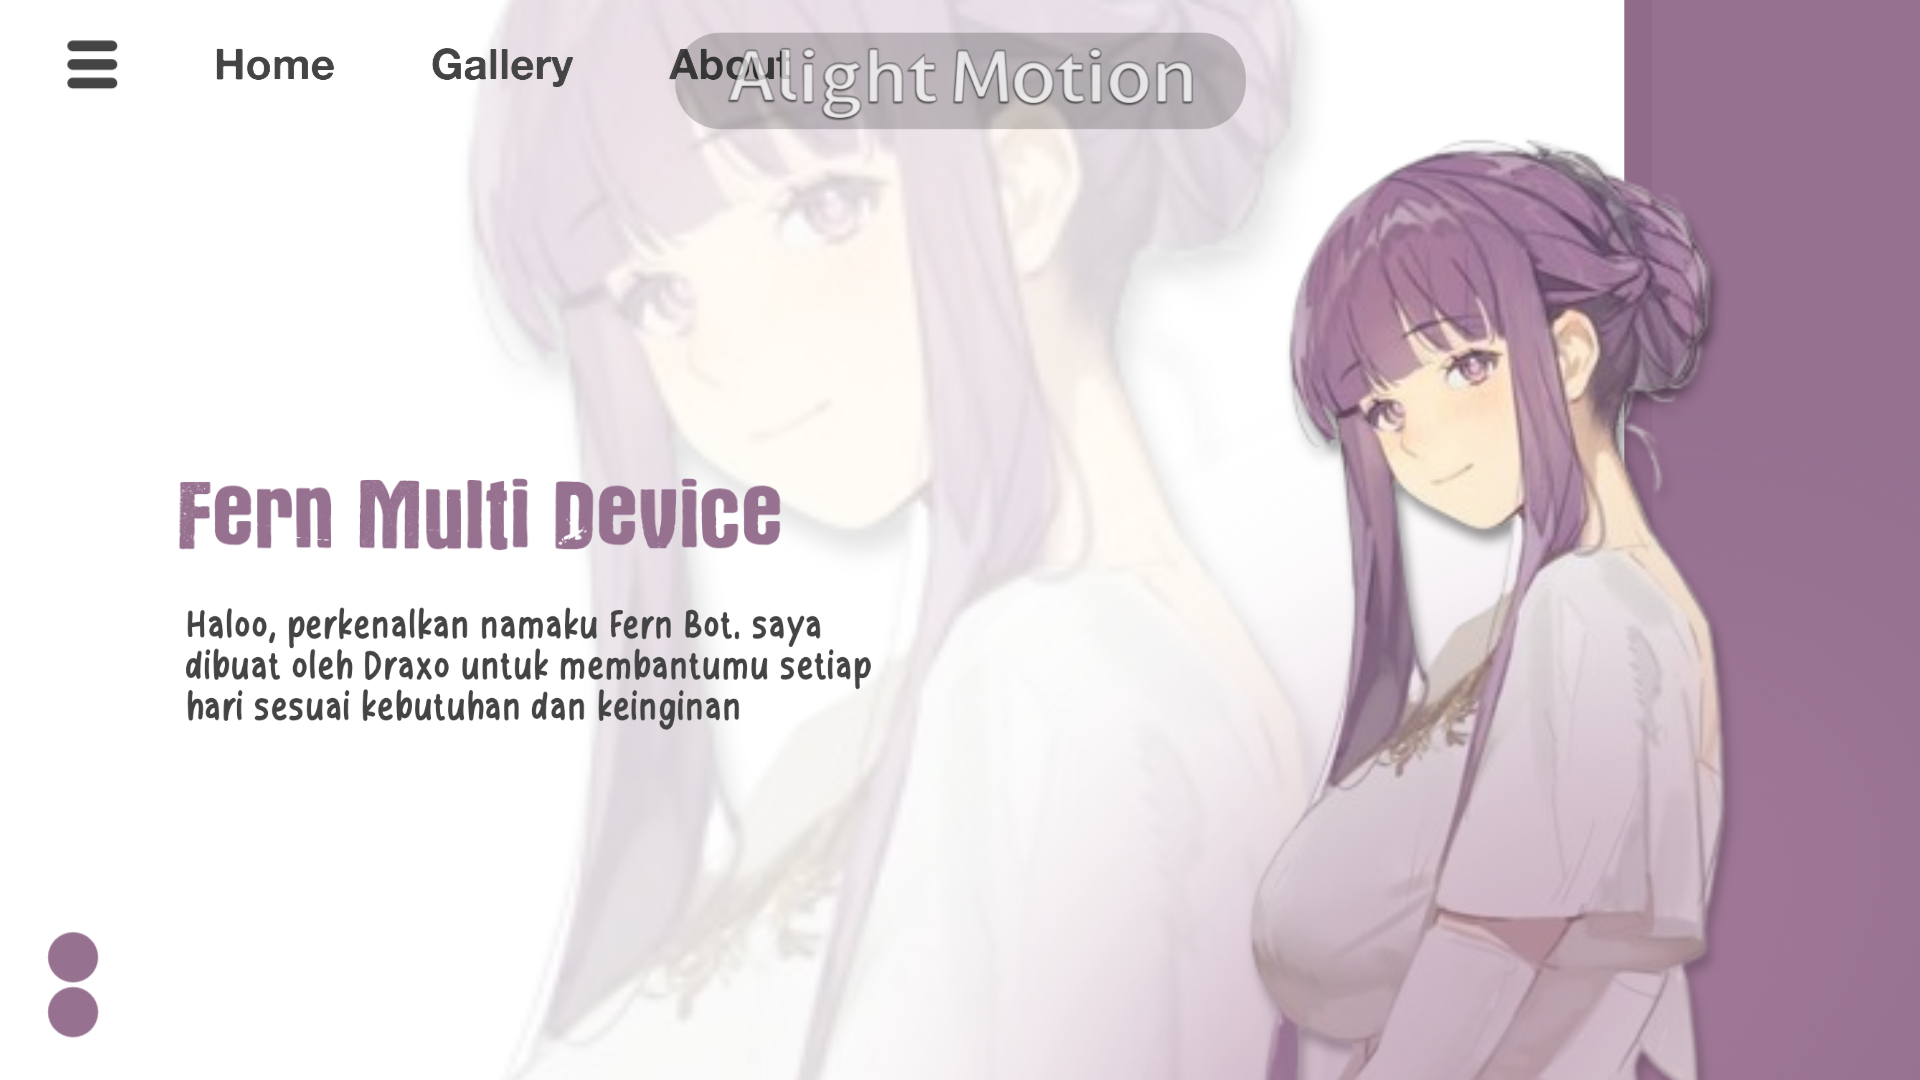 Home Gallery About
Alight Motion
Fern Multi Device
Haloo, perkenalkan namaku Fern Bot. saya
dibuat oleh Draxo untuk membantumu setiap
hari sesuai kebutuhan dan keinginan